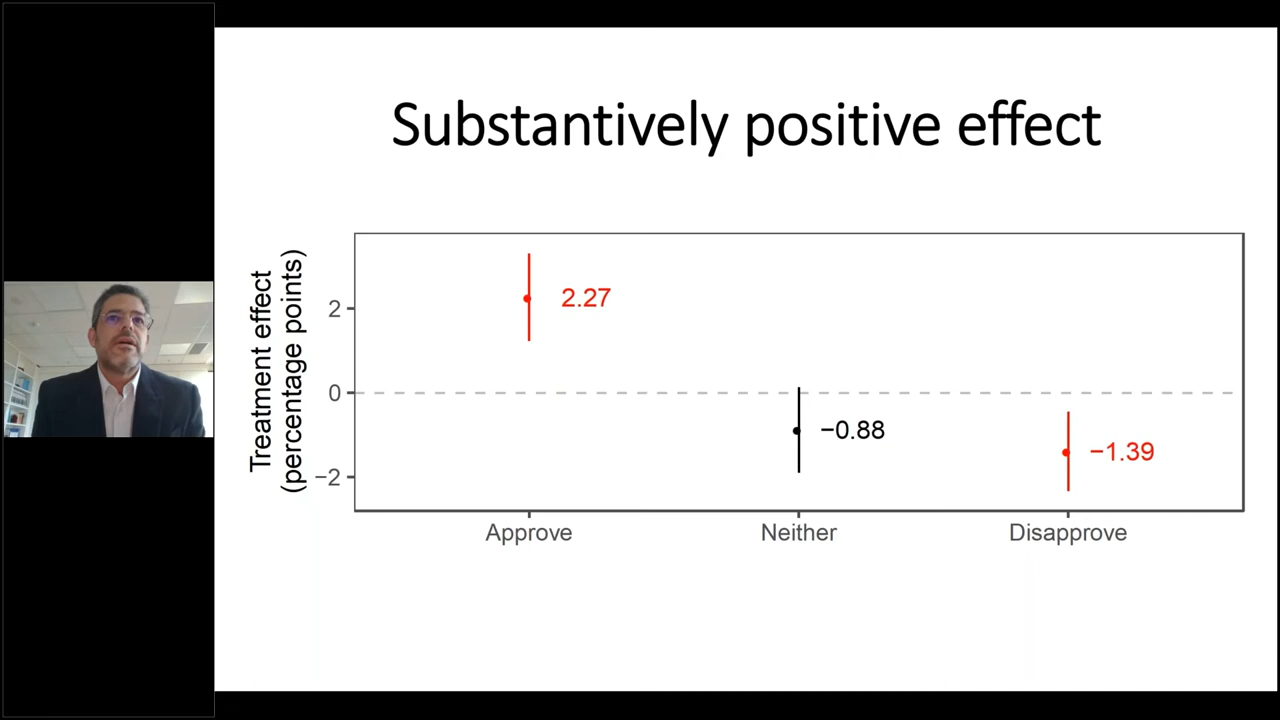 Substantively positive effect
Treatment effect
(percentage points)
2
0
−2
2.27
−0.88
−1.39
Approve
Neither
Disapprove